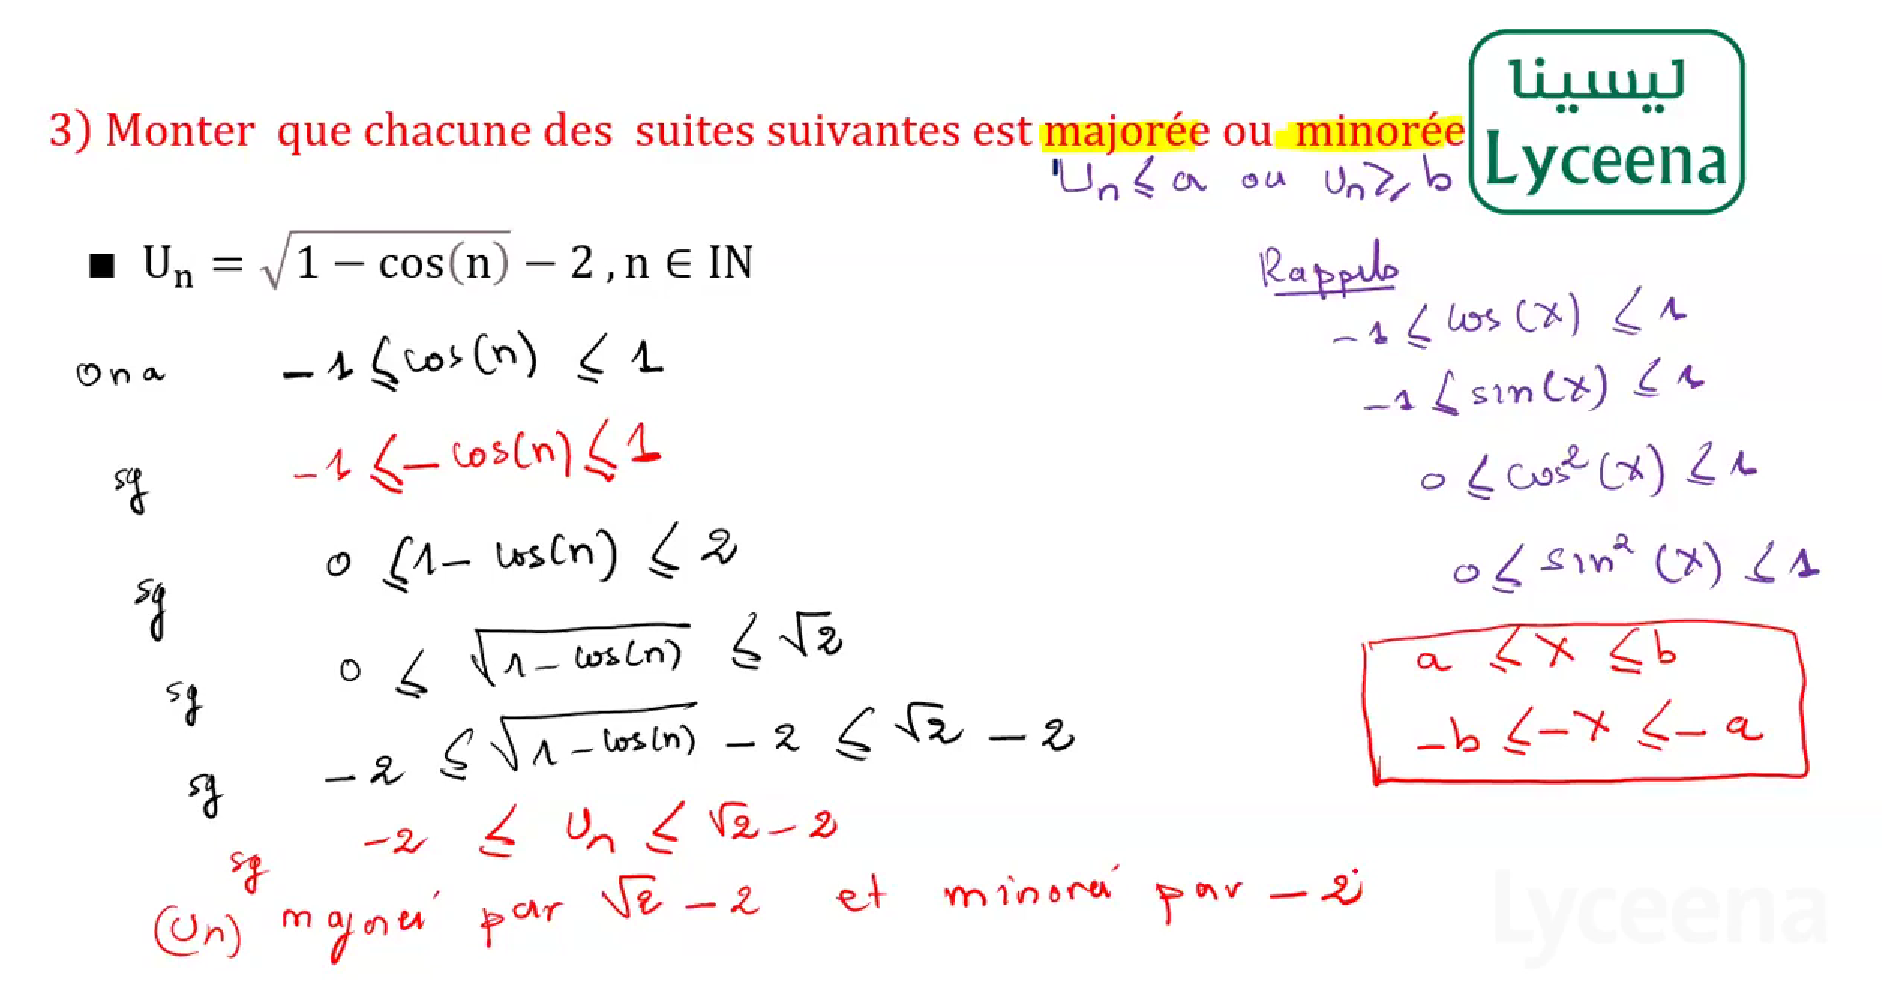 ليسينا
Lyceena
3) Monter que chacune des suites suivantes est majorée ou minorée
Un ≤ a ou Un ≥ b
■ Un = √(1 − cos(n)) − 2 , n ∈ IN
Rappels
-1 ≤ cos(x) ≤ 1
-1 ≤ sin(x) ≤ 1
0 ≤ cos²(x) ≤ 1
0 ≤ sin²(x) ≤ 1
a ≤ x ≤ b
-b ≤ -x ≤ -a
On a -1 ≤ cos(n) ≤ 1
sg -1 ≤ -cos(n) ≤ 1
sg 0 ≤ 1 - cos(n) ≤ 2
sg 0 ≤ √(1 - cos(n)) ≤ √2
sg -2 ≤ √(1 - cos(n)) - 2 ≤ √2 - 2
sg -2 ≤ Un ≤ √2 - 2
(Un) majoreé par √2 - 2 et minoreé par -2
Lyceena